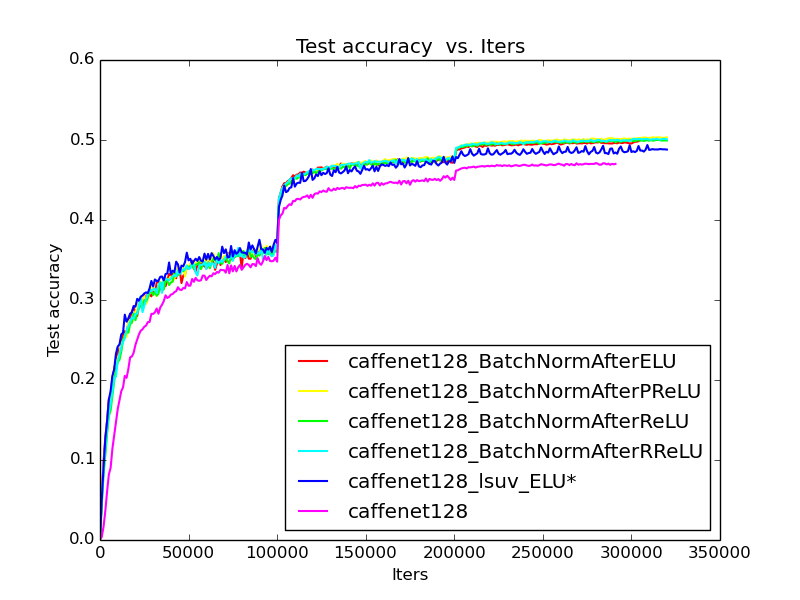 Test accuracy  vs. Iters
0.6
0.5
0.4
0.3
0.2
0.1
0.0
Test accuracy
caffenet128_BatchNormAfterELU
caffenet128_BatchNormAfterPReLU
caffenet128_BatchNormAfterReLU
caffenet128_BatchNormAfterRReLU
caffenet128_lsuv_ELU*
caffenet128
0 50000 100000 150000 200000 250000 300000 350000
Iters